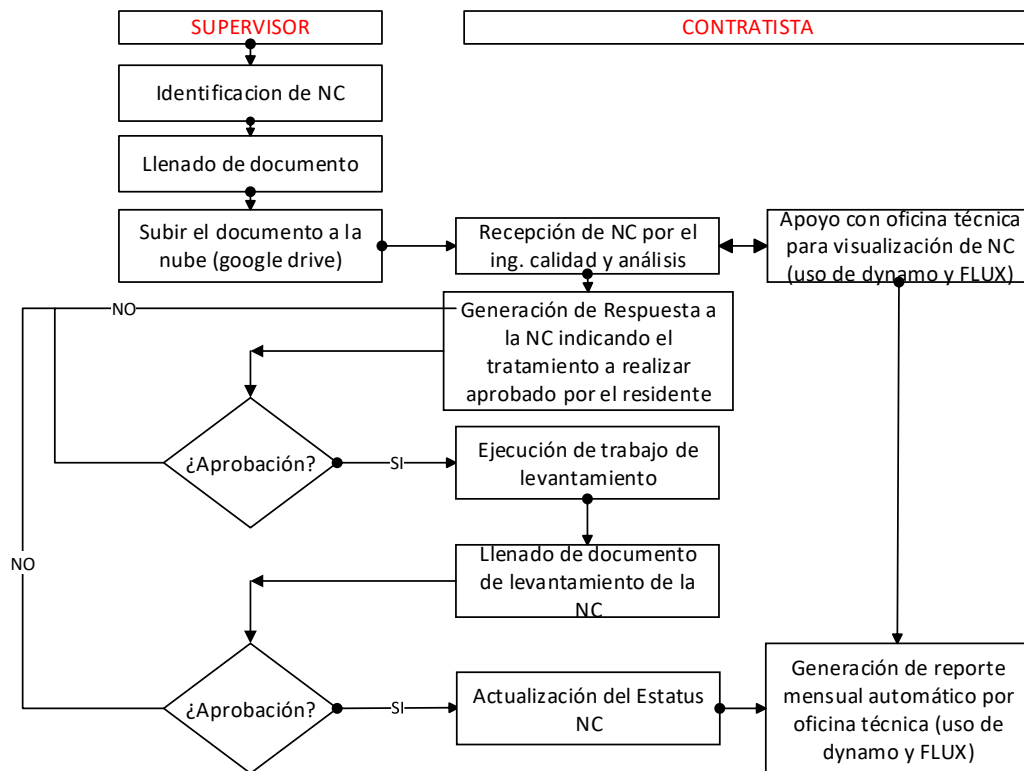 SUPERVISOR
CONTRATISTA
Identificacion de NC
Llenado de documento
Subir el documento a la
nube (google drive)
Recepción de NC por el
ing. calidad y análisis
Apoyo con oficina técnica
para visualización de NC
(uso de dynamo y FLUX)
NO
Generación de Respuesta a
la NC indicando el
tratamiento a realizar
aprobado por el residente
¿Aprobación?
SI
Ejecución de trabajo de
levantamiento
NO
Llenado de documento
de levantamiento de la
NC
¿Aprobación?
SI
Actualización del Estatus
NC
Generación de reporte
mensual automático por
oficina técnica (uso de
dynamo y FLUX)